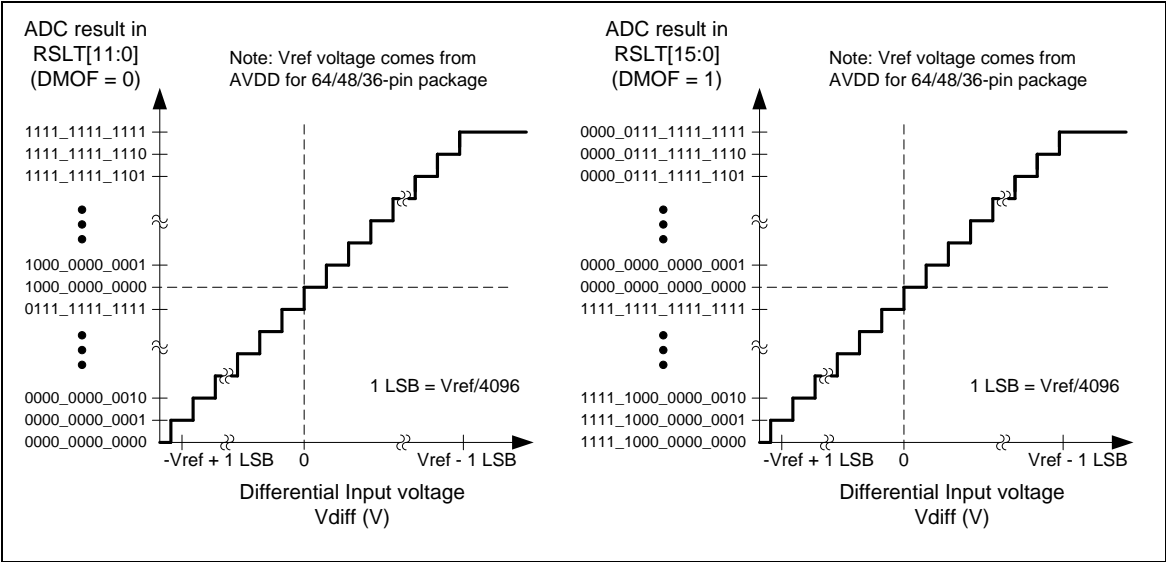 ADC result in
RSLT[11:0]
(DMOF = 0)
Note: Vref voltage comes from
AVDD for 64/48/36-pin package
1111_1111_1111
1111_1111_1110
1111_1111_1101
1000_0000_0001
1000_0000_0000
0111_1111_1111
0000_0000_0010
0000_0000_0001
0000_0000_0000
1 LSB = Vref/4096
-Vref + 1 LSB
0
Vref - 1 LSB
Differential Input voltage
Vdiff (V)
ADC result in
RSLT[15:0]
(DMOF = 1)
Note: Vref voltage comes from
AVDD for 64/48/36-pin package
0000_0111_1111_1111
0000_0111_1111_1110
0000_0111_1111_1101
0000_0000_0000_0001
0000_0000_0000_0000
1111_1111_1111_1111
1111_1000_0000_0010
1111_1000_0000_0001
1111_1000_0000_0000
1 LSB = Vref/4096
-Vref + 1 LSB
0
Vref - 1 LSB
Differential Input voltage
Vdiff (V)